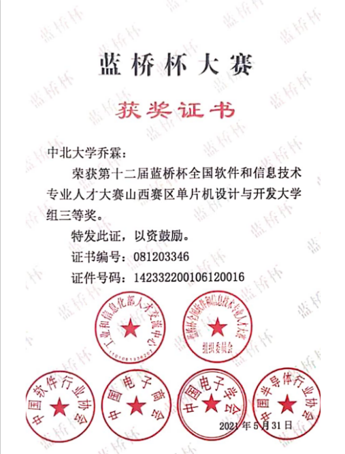 蓝桥杯大赛
获奖证书
中北大学乔霖：
荣获第十二届蓝桥杯全国软件和信息技术
专业人才大赛山西赛区单片机设计与开发大学
组三等奖。
特发此证，以资鼓励。
证书编号：081203346
证件号码：142332200106120016
工业和信息化部人才交流中心
蓝桥杯全国软件和信息技术专业人才大赛
组织委员会
中国软件行业协会
中国电子商会
中国电子学会
中国半导体行业协会
2021年5月31日